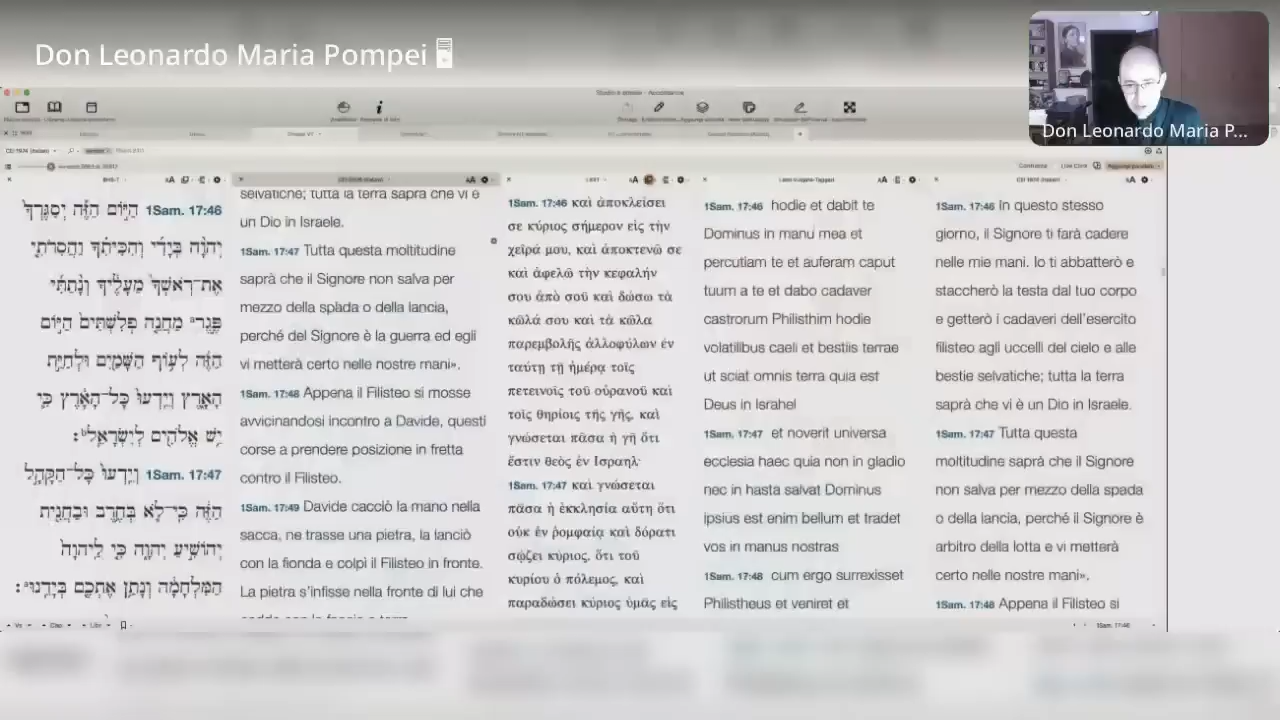 Don Leonardo Maria Pompei
Don Leonardo Maria P...
1Sam. 17:46 הַיּ֣וֹם הַזֶּ֡ה יְסַגֶּרְךָ֩
יְהוָ֨ה בְּיָדִ֜י וְהִכִּיתִ֗ךָ וַהֲסִרֹתִ֤י
אֶת־רֹֽאשְׁךָ֙ מֵעָלֶ֔יךָ וְנָ֨תַתִּ֜י
פֶּ֣גֶר מַחֲנֵ֤ה פְלִשְׁתִּים֙ הַיּ֣וֹם
הַזֶּ֔ה לְע֥וֹף הַשָּׁמַ֖יִם וּלְחַיַּ֣ת
הָאָ֑רֶץ וְיֵֽדְעוּ֙ כָּל־הָאָ֔רֶץ כִּ֛י
יֵ֥שׁ אֱלֹהִ֖ים לְיִשְׂרָאֵֽל׃
1Sam. 17:47 וְיֵֽדְעוּ֙ כָּל־הַקָּהָ֣ל
הַזֶּ֔ה כִּֽי־לֹ֛א בְּחֶ֥רֶב וּבַחֲנִ֖ית
יְהוֹשִׁ֣יעַ יְהוָ֑ה כִּ֤י לַֽיהוָה֙
הַמִּלְחָמָ֔ה וְנָתַ֥ן אֶתְכֶ֖ם בְּיָדֵֽנוּ׃
selvatiche; tutta la terra saprà che vi è
un Dio in Israele.
1Sam. 17:47 Tutta questa moltitudine
saprà che il Signore non salva per
mezzo della spada o della lancia,
perché del Signore è la guerra ed egli
vi metterà certo nelle nostre mani».
1Sam. 17:48 Appena il Filisteo si mosse
avvicinandosi incontro a Davide, questi
corse a prendere posizione in fretta
contro il Filisteo.
1Sam. 17:49 Davide cacciò la mano nella
sacca, ne trasse una pietra, la lanciò
con la fionda e colpì il Filisteo in fronte.
La pietra s'infisse nella fronte di lui che
1Sam. 17:46 καὶ ἀποκλείσει
σε κύριος σήμερον εἰς τὴν
χεῖρά μου, καὶ ἀποκτενῶ σε
καὶ ἀφελῶ τὴν κεφαλήν
σου ἀπὸ σοῦ καὶ δώσω τὰ
κῶλά σου καὶ τὰ κῶλα
παρεμβολῆς ἀλλοφύλων ἐν
ταύτῃ τῇ ἡμέρᾳ τοῖς
πετεινοῖς τοῦ οὐρανοῦ καὶ
τοῖς θηρίοις τῆς γῆς, καὶ
γνώσεται πᾶσα ἡ γῆ ὅτι
ἔστιν θεὸς ἐν Ισραηλ·
1Sam. 17:47 καὶ γνώσεται
πᾶσα ἡ ἐκκλησία αὕτη ὅτι
οὐκ ἐν ῥομφαίᾳ καὶ δόρατι
σῴζει κύριος, ὅτι τοῦ
κυρίου ὁ πόλεμος, καὶ
παραδώσει κύριος ὑμᾶς εἰς
1Sam. 17:46 hodie et dabit te
Dominus in manu mea et
percutiam te et auferam caput
tuum a te et dabo cadaver
castrorum Philisthim hodie
volatilibus caeli et bestiis terrae
ut sciat omnis terra quia est
Deus in Israhel
1Sam. 17:47 et noverit universa
ecclesia haec quia non in gladio
nec in hasta salvat Dominus
ipsius est enim bellum et tradet
vos in manus nostras
1Sam. 17:48 cum ergo surrexisset
Philistheus et veniret et
1Sam. 17:46 In questo stesso
giorno, il Signore ti farà cadere
nelle mie mani. Io ti abbatterò e
staccherò la testa dal tuo corpo
e getterò i cadaveri dell'esercito
filisteo agli uccelli del cielo e alle
bestie selvatiche; tutta la terra
saprà che vi è un Dio in Israele.
1Sam. 17:47 Tutta questa
moltitudine saprà che il Signore
non salva per mezzo della spada
o della lancia, perché il Signore è
arbitro della lotta e vi metterà
certo nelle nostre mani».
1Sam. 17:48 Appena il Filisteo si
1Sam. 17:46